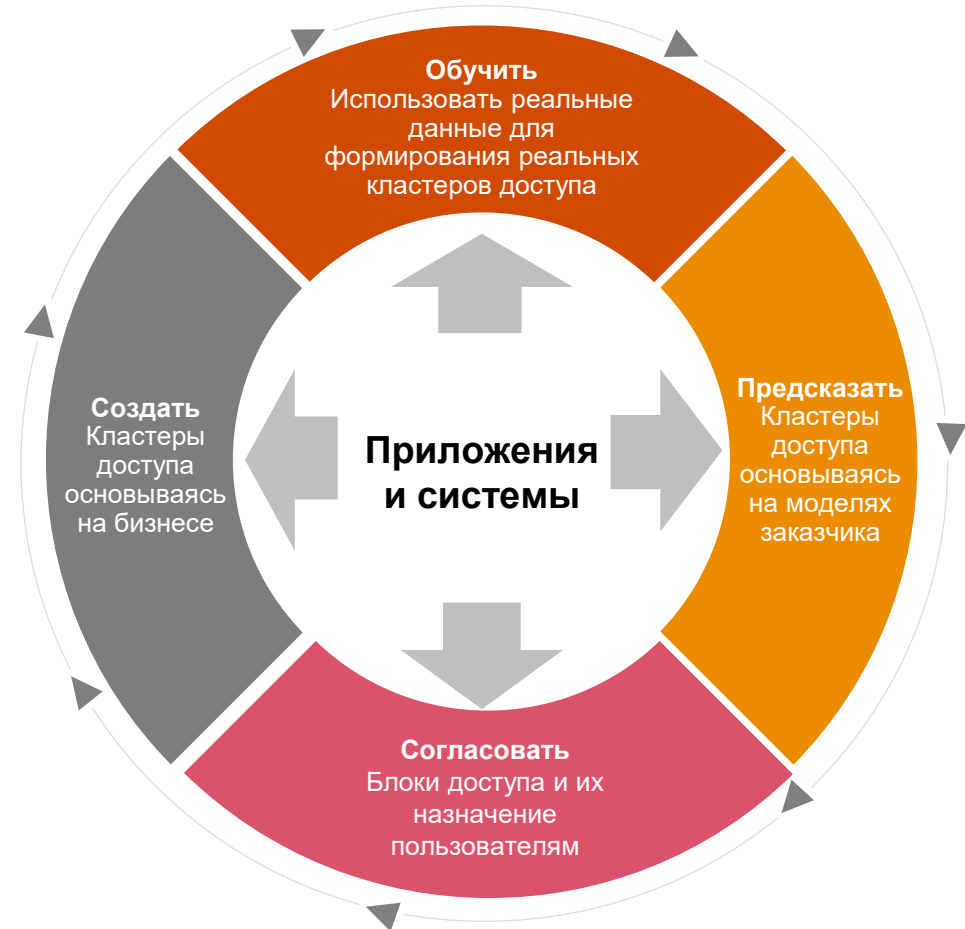 Обучить
Использовать реальные
данные для
формирования реальных
кластеров доступа
Предсказать
Кластеры
доступа
основываясь
на моделях
заказчика
Согласовать
Блоки доступа и их
назначение
пользователям
Создать
Кластеры
доступа
основываясь
на бизнесе
Приложения
и системы